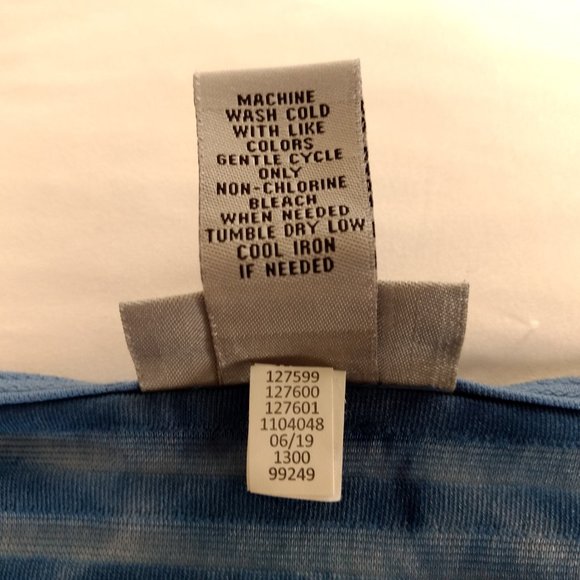 MACHINE
WASH COLD
WITH LIKE
COLORS
GENTLE CYCLE
ONLY
NON-CHLORINE
BLEACH
WHEN NEEDED
TUMBLE DRY LOW
COOL IRON
IF NEEDED
127599
127600
127601
1104048
06/19
1300
99249